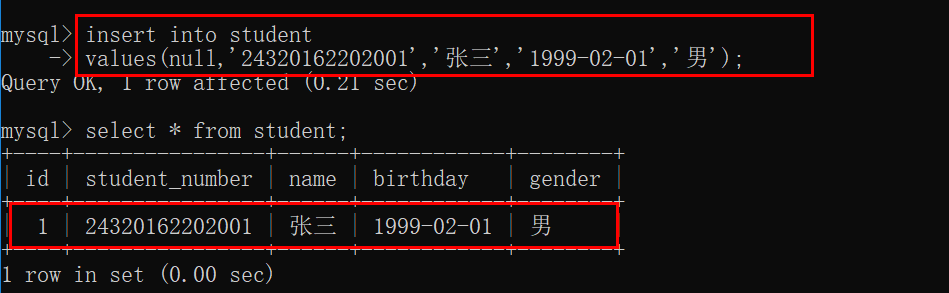 mysql> insert into student
-> values(null,'24320162202001','张三','1999-02-01','男');
Query OK, 1 row affected (0.21 sec)
mysql> select * from student;
+----+----------------+------+------------+--------+
| id | student_number | name | birthday | gender |
+----+----------------+------+------------+--------+
| 1 | 24320162202001 | 张三 | 1999-02-01 | 男
+----+----------------+------+------------+--------+
1 row in set (0.00 sec)